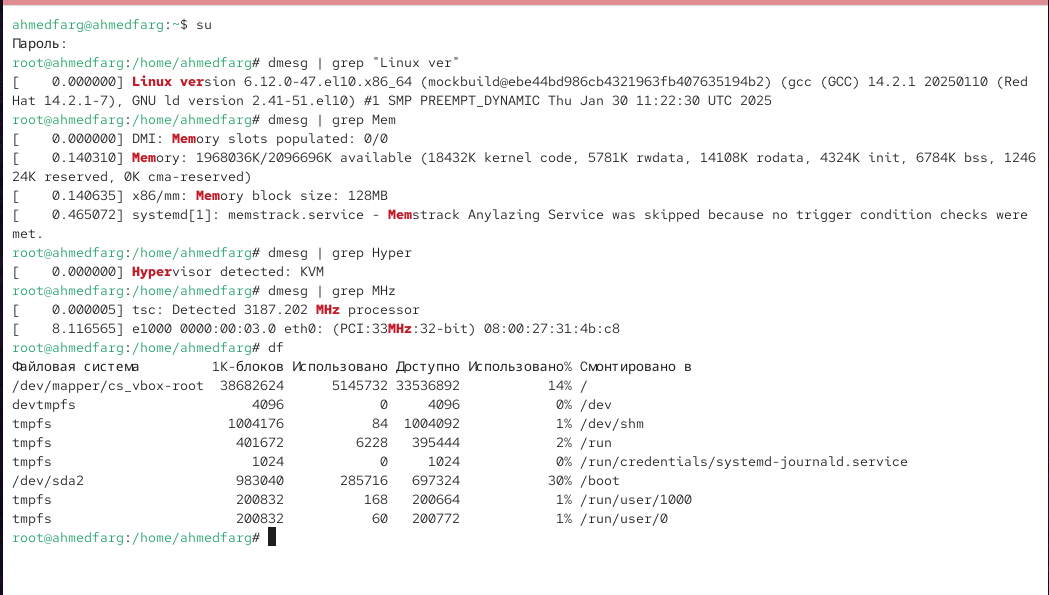 ahmedfarg@ahmedfarg:~$ su
Пароль:
root@ahmedfarg:/home/ahmedfarg# dmesg | grep "Linux ver"
[    0.000000] Linux version 6.12.0-47.el10.x86_64 (mockbuild@ebe44bd986cb4321963fb407635194b2) (gcc (GCC) 14.2.1 20250110 (Red
Hat 14.2.1-7), GNU ld version 2.41-51.el10) #1 SMP PREEMPT_DYNAMIC Thu Jan 30 11:22:30 UTC 2025
root@ahmedfarg:/home/ahmedfarg# dmesg | grep Mem
[    0.000000] DMI: Memory slots populated: 0/0
[    0.140310] Memory: 1968036K/2096696K available (18432K kernel code, 5781K rwdata, 14108K rodata, 4324K init, 6784K bss, 1246
24K reserved, 0K cma-reserved)
[    0.140635] x86/mm: Memory block size: 128MB
[    0.465072] systemd[1]: memstrack.service - Memstrack Anylazing Service was skipped because no trigger condition checks were
met.
root@ahmedfarg:/home/ahmedfarg# dmesg | grep Hyper
[    0.000000] Hypervisor detected: KVM
root@ahmedfarg:/home/ahmedfarg# dmesg | grep MHz
[    0.000005] tsc: Detected 3187.202 MHz processor
[    8.116565] e1000 0000:00:03.0 eth0: (PCI:33MHz:32-bit) 08:00:27:31:4b:c8
root@ahmedfarg:/home/ahmedfarg# df
Файловая система         1K-блоков Использовано Доступно Использовано% Cмонтировано в
/dev/mapper/cs_vbox-root  38682624      5145732 33536892           14% /
devtmpfs                      4096            0     4096            0% /dev
tmpfs                      1004176           84  1004092            1% /dev/shm
tmpfs                       401672         6228   395444            2% /run
tmpfs                         1024            0     1024            0% /run/credentials/systemd-journald.service
/dev/sda2                   983040       285716   697324           30% /boot
tmpfs                       200832          168   200664            1% /run/user/1000
tmpfs                       200832           60   200772            1% /run/user/0
root@ahmedfarg:/home/ahmedfarg#